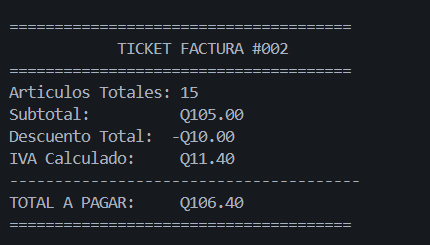 ======================================
TICKET FACTURA #002
======================================
Articulos Totales: 15
Subtotal:          Q105.00
Descuento Total:  -Q10.00
IVA Calculado:     Q11.40
---------------------------------------
TOTAL A PAGAR:     Q106.40
======================================